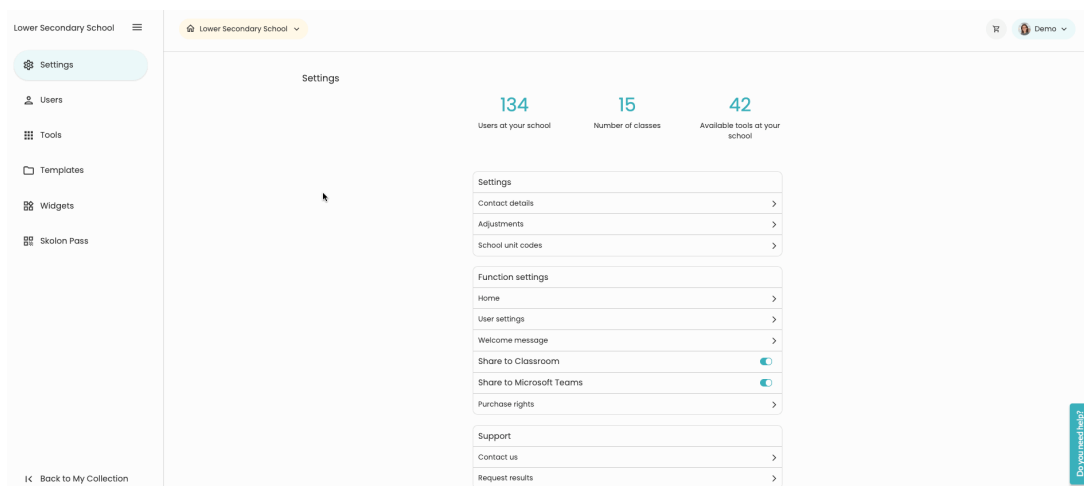 Lower Secondary School
Lower Secondary School
Demo
Settings
Users
Tools
Templates
Widgets
Skolon Pass
Back to My Collection
Settings
134
Users at your school
15
Number of classes
42
Available tools at your
school
Settings
Contact details
Adjustments
School unit codes
Function settings
Home
User settings
Welcome message
Share to Classroom
Share to Microsoft Teams
Purchase rights
Support
Contact us
Request results
Do you need help?